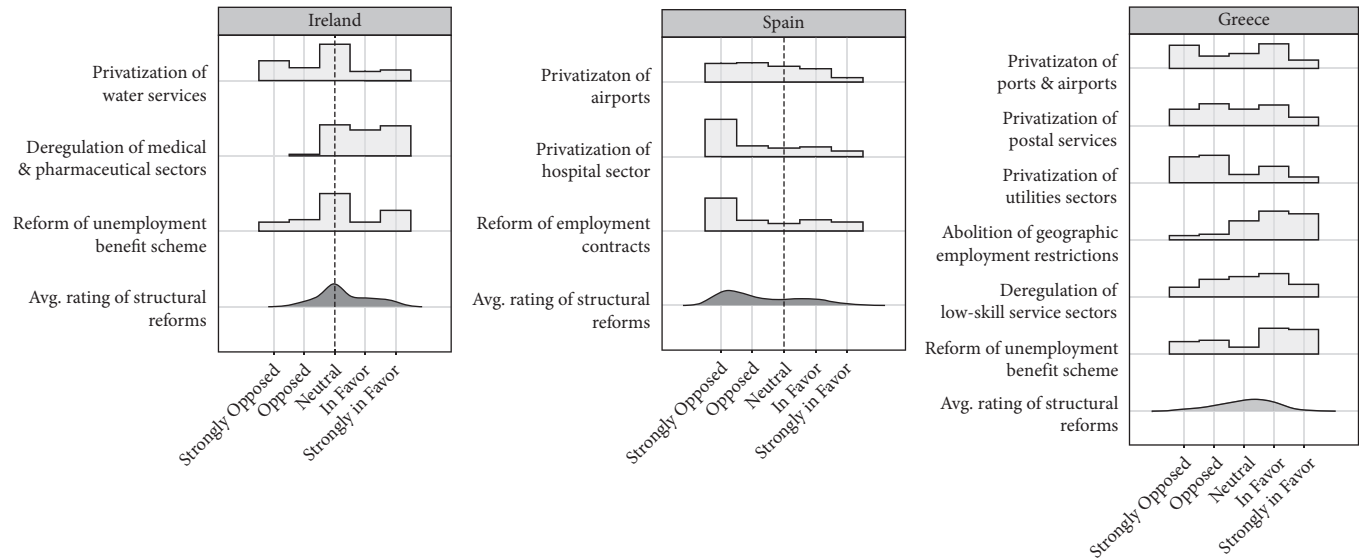 Ireland
Privatization of
water services
Deregulation of medical
& pharmaceutical sectors
Reform of unemployment
benefit scheme
Avg. rating of structural
reforms
Strongly Opposed
Opposed
Neutral
In Favor
Strongly in Favor
Spain
Privatizaton of
airports
Privatization of
hospital sector
Reform of employment
contracts
Avg. rating of structural
reforms
Strongly Opposed
Opposed
Neutral
In Favor
Strongly in Favor
Greece
Privatizaton of
ports & airports
Privatization of
postal services
Privatization of
utilities sectors
Abolition of geographic
employment restrictions
Deregulation of
low-skill service sectors
Reform of unemployment
benefit scheme
Avg. rating of structural
reforms
Strongly Opposed
Opposed
Neutral
In Favor
Strongly in Favor